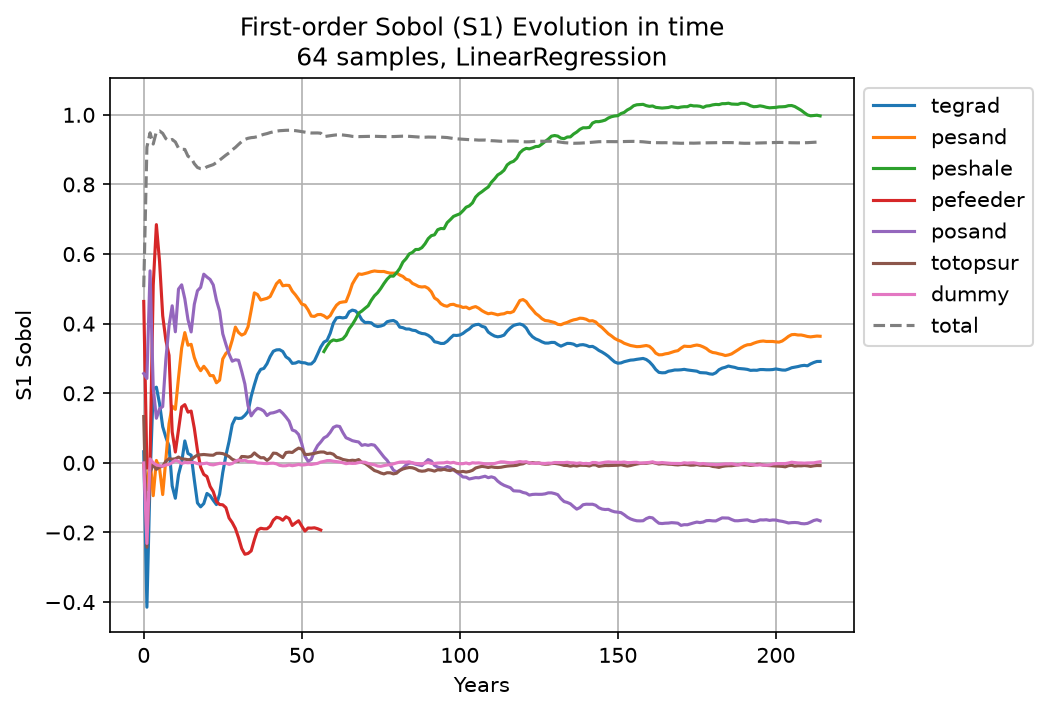 First-order Sobol (S1) Evolution in time
64 samples, LinearRegression
S1 Sobol
1.0
0.8
0.6
0.4
0.2
0.0
−0.2
−0.4
0
50
100
150
200
Years
tegrad
pesand
peshale
pefeeder
posand
totopsur
dummy
total